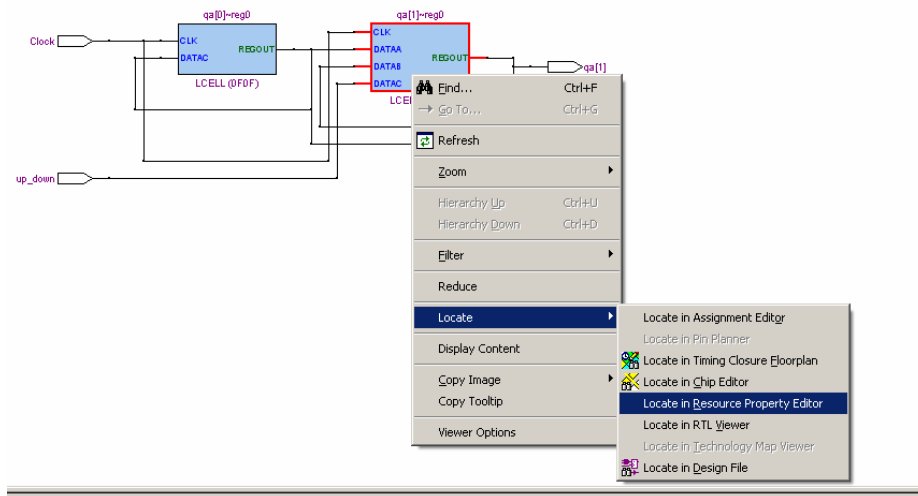 qa[0]~reg0
qa[1]~reg0
Clock
CLK
DATAC
REGOUT
LCELL (0F0F)
CLK
DATAA
DATAB
DATAC
REGOUT
qa[1]
up_down
Find... Ctrl+F
Go To... Ctrl+G
Refresh
Zoom
Hierarchy Up Ctrl+U
Hierarchy Down Ctrl+D
Filter
Reduce
Locate
Display Content
Copy Image
Copy Tooltip
Viewer Options
Locate in Assignment Editor
Locate in Pin Planner
Locate in Timing Closure Floorplan
Locate in Chip Editor
Locate in Resource Property Editor
Locate in RTL Viewer
Locate in Technology Map Viewer
Locate in Design File